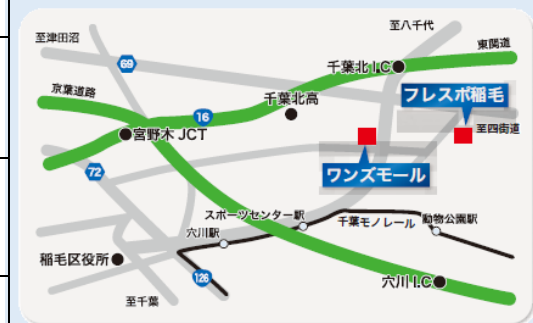 至八千代
至津田沼
東関道
69
千葉北IC
京葉道路
フレスポ稲毛
千葉北高
16
至四街道
宮野木JCT
72
ワンズモール
スポーツセンター駅
千葉モノレール
動物公園駅
穴川駅
稲毛区役所
126
穴川I.C
至千葉